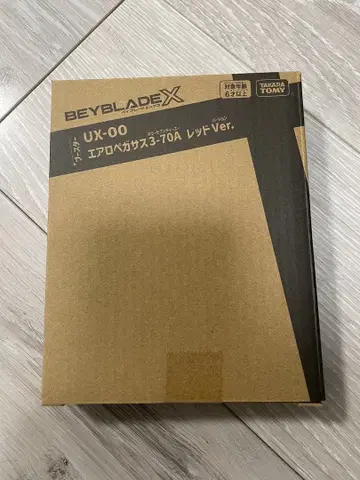 BEYBLADE X
ベイブレードエックス
対象年齢
6才以上
TAKARA
TOMY
ブースター
UX-00
エアロペガサス3-70A レッドVer.